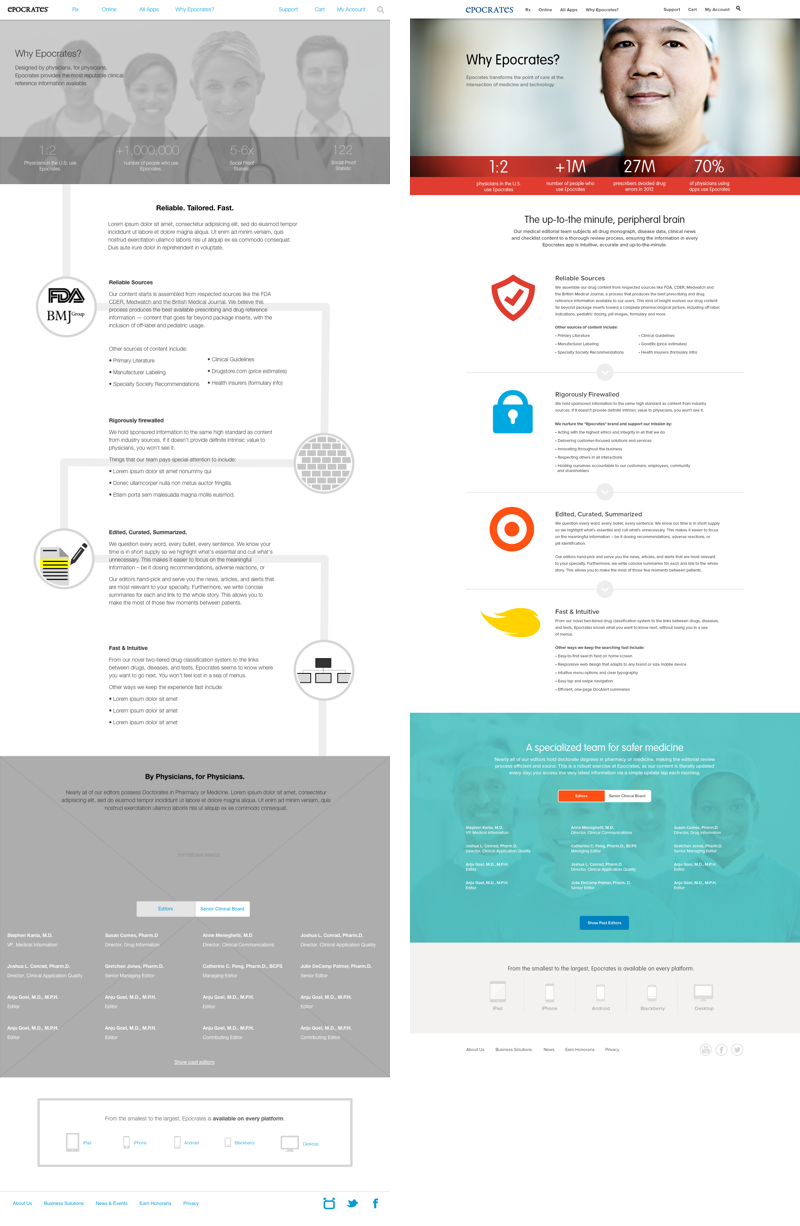 epocrates
Rx Online All Apps Why Epocrates? Support Cart My Account
Why Epocrates?
Designed by physicians, for physicians.
Epocrates provides the most reputable clinical
reference information available.
1:2 +1,000,000 5-6x 122
Physicians in the U.S. use
Epocrates.
number of people who use
Epocrates.
Social Proof
Statistic
Social Proof
Statistic
Reliable. Tailored. Fast.
Lorem ipsum dolor sit amet, consectetur adipisicing elit, sed do eiusmod tempor
incididunt ut labore et dolore magna aliqua. Ut enim ad minim veniam, quis
nostrud exercitation ullamco laboris nisi ut aliquip ex ea commodo consequat.
Duis aute irure dolor in reprehenderit in voluptate.
FDA
BMJ Group
Reliable Sources
Our content starts is assembled from respected sources like the FDA
CDER, Medwatch and the British Medical Journal. We believe this
process produces the best available prescribing and drug reference
information — content that goes far beyond package inserts, with the
inclusion of off-label and pediatric usage.
Other sources of content include:
• Primary Literature
• Manufacturer Labeling
• Specialty Society Recommendations
• Clinical Guidelines
• Drugstore.com (price estimates)
• Health insurers (formulary info)
Rigorously firewalled
We hold sponsored information to the same high standard as content
from industry sources. If it doesn't provide definite intrinsic value to
physicians, you won't see it.
Things that our team pays special attention to include:
• Lorem ipsum dolor sit amet nonummy qui
• Donec ullamcorper nulla non metus auctor fringilla.
• Etiam porta sem malesuada magna mollis euismod.
Edited, Curated, Summarized.
We question every word, every bullet, every sentence. We know your
time is in short supply so we highlight what's essential and cull what's
unnecessary. This makes it easier to focus on the meaningful
information – be it dosing recommendations, adverse reactions, or
Our editors hand-pick and serve you the news, articles, and alerts that
are most relevant to your specialty. Furthermore, we write concise
summaries for each and link to the whole story. This allows you to
make the most of those few moments between patients.
Fast & Intuitive
From our novel two-tiered drug classification system to the links
between drugs, diseases, and tests, Epocrates seems to know where
you want to go next. You won't feel lost in a sea of menus.
Other ways we keep the experience fast include:
• Lorem ipsum dolor sit amet
• Lorem ipsum dolor sit amet
• Lorem ipsum dolor sit amet
By Physicians, for Physicians.
Nearly all of our editors possess Doctorates in Pharmacy or Medicine. Lorem ipsum dolor sit amet, consectetur
adipisicing elit, sed do eiusmod tempor incididunt ut labore et dolore magna aliqua. Ut enim ad minim veniam, quis
nostrud exercitation ullamco laboris nisi ut aliquip ex ea commodo consequat.
Editors Senior Clinical Board
Stephen Kania, M.D. Susan Comes, Pharm.D Anne Meneghetti, M.D Joshua L. Conrad, Pharm.D.
VP, Medical Information Director, Drug Information Director, Clinical Communications Director, Clinical Application Quality
Joshua L. Conrad, Pharm.D. Gretchen Jones, Pharm.D. Catherine C. Peng, Pharm.D., BCPS Julie DeCamp Palmer, Pharm. D.
Director, Clinical Application Quality Senior Managing Editor Managing Editor Senior Editor
Anju Goel, M.D., M.P.H. Anju Goel, M.D., M.P.H. Anju Goel, M.D., M.P.H. Anju Goel, M.D., M.P.H.
Editor Editor Editor Editor
Anju Goel, M.D., M.P.H. Anju Goel, M.D., M.P.H. Anju Goel, M.D., M.P.H. Anju Goel, M.D., M.P.H.
Editor Editor Contributing Editor Contributing Editor
Show past editors
From the smallest to the largest, Epocrates is available on every platform.
iPad iPhone Android Blackberry Desktop
About Us Business Solutions News & Events Earn Honoraria Privacy
epocrates
Rx Online All Apps Why Epocrates? Support Cart My Account
Why Epocrates?
Epocrates transforms the point of care at the
intersection of medicine and technology.
1:2 +1M 27M 70%
physicians in the U.S.
use Epocrates
number of people who
use Epocrates
prescribers avoided drug
errors in 2012
of physicians using
apps use Epocrates
The up-to-the minute, peripheral brain
Our medical editorial team subjects all drug monograph, disease data, clinical news
and checklist content to a thorough review process, ensuring the information in every
Epocrates app is intuitive, accurate and up-to-the-minute.
Reliable Sources
We assemble our drug content from respected sources like FDA, CDER, Medwatch and
the British Medical Journal, a process that produces the best prescribing and drug
reference information available to our users. This kind of insight evolves our drug content
far beyond package inserts toward a complete pharmacological picture, including off-label
indications, pediatric dosing, pill images, formulary and more.
Other sources of content include:
• Primary Literature
• Manufacturer Labeling
• Specialty Society Recommendations
• Clinical Guidelines
• GoodRx (price estimates)
• Health insurers (formulary info)
Rigorously Firewalled
We hold sponsored information to the same high standard as content from industry
sources. If it doesn't provide definite intrinsic value to physicians, you won't see it.
We nurture the "Epocrates" brand and support our mission by:
• Acting with the highest ethics and integrity in all that we do
• Delivering customer-focused solutions and services
• Innovating throughout the business
• Respecting others in all interactions
• Holding ourselves accountable to our customers, employees, community
and shareholders
Edited, Curated, Summarized
We question every word, every bullet, every sentence. We know our time is in short supply
so we highlight what's essential and cull what's unnecessary. This makes it easier to focus
on the meaningful information – be it dosing recommendations, adverse reactions, or
pill identification.
Our editors hand-pick and serve you the news, articles, and alerts that are most relevant
to your specialty. Furthermore, we write concise summaries for each and link to the whole
story. This allows you to make the most of those few moments between patients.
Fast & Intuitive
From our novel two-tiered drug classification system to the links between drugs, diseases,
and tests, Epocrates knows what you want to know next, without losing you in a sea
of menus.
Other ways we keep the searching fast include:
• Easy-to-find search field on home screen
• Responsive web design that adapts to any brand or size mobile device
• Intuitive menu options and clear typography
• Easy tap and swipe navigation
• Efficient, one-page DocAlert summaries
A specialized team for safer medicine
Nearly all of our editors hold doctorate degrees in pharmacy or medicine, making the editorial review
process efficient and sound. This is a robust exercise at Epocrates, as our content is literally updated
every day; you access the very latest information via a simple update tap each morning.
Editors Senior Clinical Board
Stephen Kania, M.D. Anne Meneghetti, M.D Susan Comes, Pharm.D.
VP, Medical Information Director, Clinical Communications Director, Drug Information
Joshua L. Conrad, Pharm.D. Catherine C. Peng, Pharm.D., BCPS Gretchen Jones, Pharm.D.
Director, Clinical Application Quality Managing Editor Senior Managing Editor
Anju Goel, M.D., M.P.H. Joshua L. Conrad, Pharm.D. Anju Goel, M.D., M.P.H.
Editor Director Clinical Application Quality Editor
Anju Goel, M.D., M.P.H. Julie DeCamp Palmer, Pharm. D Anju Goel, M.D., M.P.H.
Editor Senior Editor Editor
Show Past Editors
From the smallest to the largest, Epocrates is available on every platform.
iPad iPhone Android Blackberry Desktop
About Us Business Solutions News Earn Honoraria Privacy